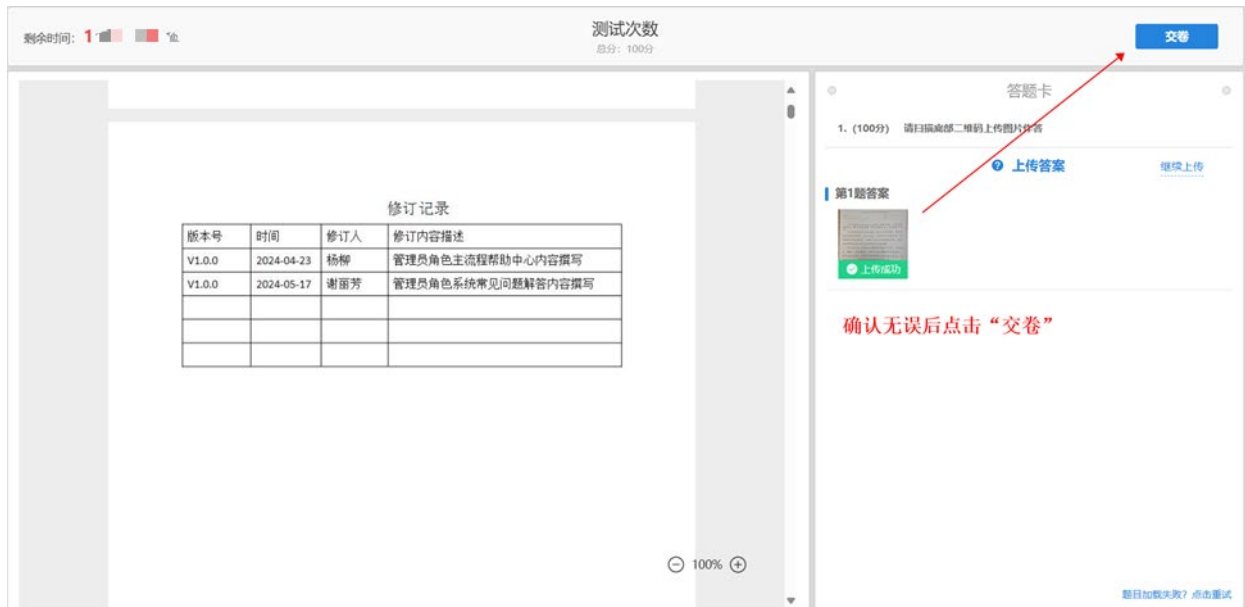 剩余时间: 1
测试次数
总分: 100分
交卷
答题卡
1. (100分) 请扫描底部二维码上传图片作答
上传答案
继续上传
第1题答案
上传成功
确认无误后点击“交卷”
修订记录
版本号 时间 修订人 修订内容描述
V1.0.0 2024-04-23 杨柳 管理员角色主流程帮助中心内容撰写
V1.0.0 2024-05-17 谢丽芳 管理员角色系统常见问题解答内容撰写
100%
题目加载失败? 点击重试